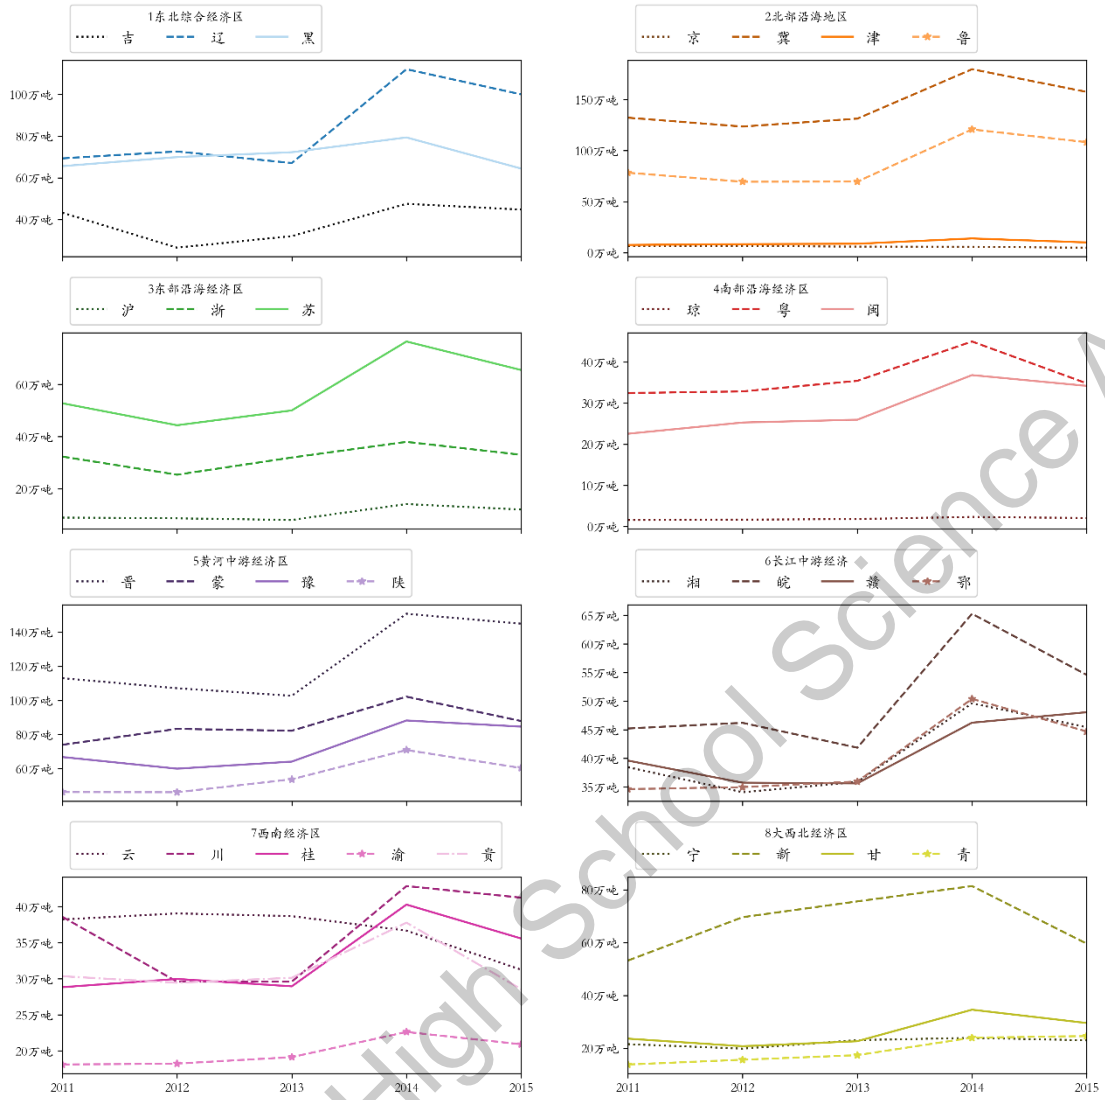 1东北综合经济区
吉 辽 黑
100万吨
80万吨
60万吨
40万吨
2北部沿海地区
京 冀 津 鲁
150万吨
100万吨
50万吨
0万吨
3东部沿海经济区
沪 浙 苏
60万吨
40万吨
20万吨
4南部沿海经济区
琼 粤 闽
40万吨
30万吨
20万吨
10万吨
0万吨
5黄河中游经济区
晋 蒙 豫 陕
140万吨
120万吨
100万吨
80万吨
60万吨
6长江中游经济
湘 皖 赣 鄂
65万吨
60万吨
55万吨
50万吨
45万吨
40万吨
35万吨
7西南经济区
云 川 桂 渝 贵
40万吨
35万吨
30万吨
25万吨
20万吨
2011 2012 2013 2014 2015
8大西北经济区
宁 新 甘 青
80万吨
60万吨
40万吨
20万吨
2011 2012 2013 2014 2015
High School Science A